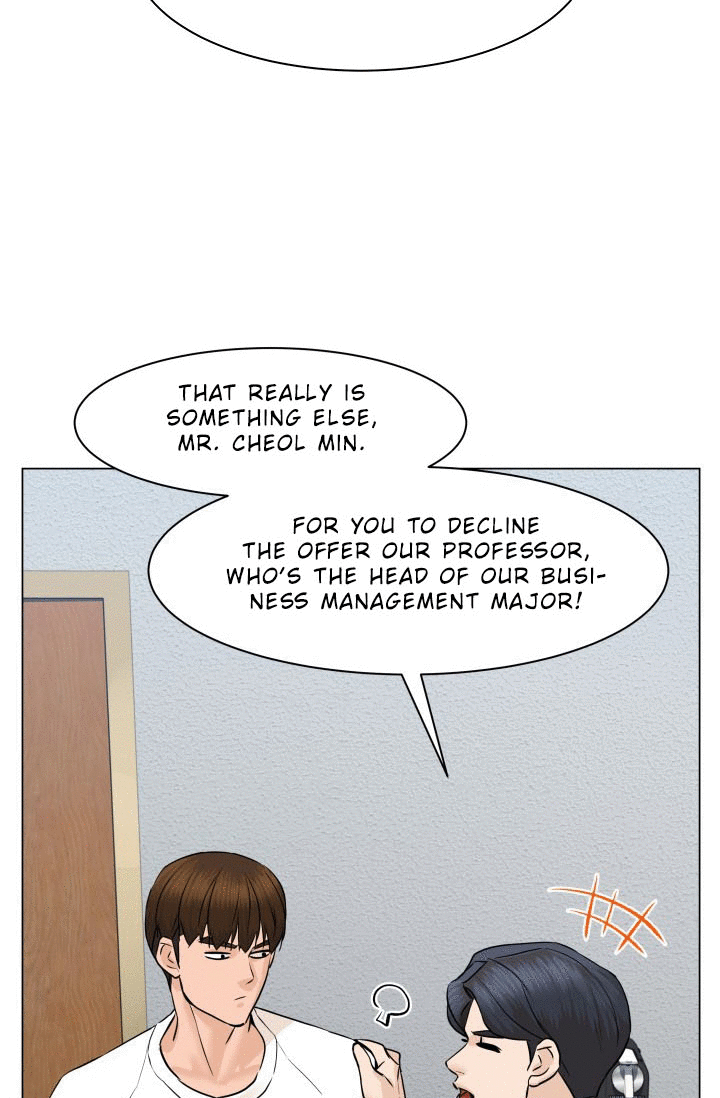 THAT REALLY IS
SOMETHING ELSE,
MR. CHEOL MIN.
FOR YOU TO DECLINE
THE OFFER OUR PROFESSOR,
WHO'S THE HEAD OF OUR BUSI-
NESS MANAGEMENT MAJOR!